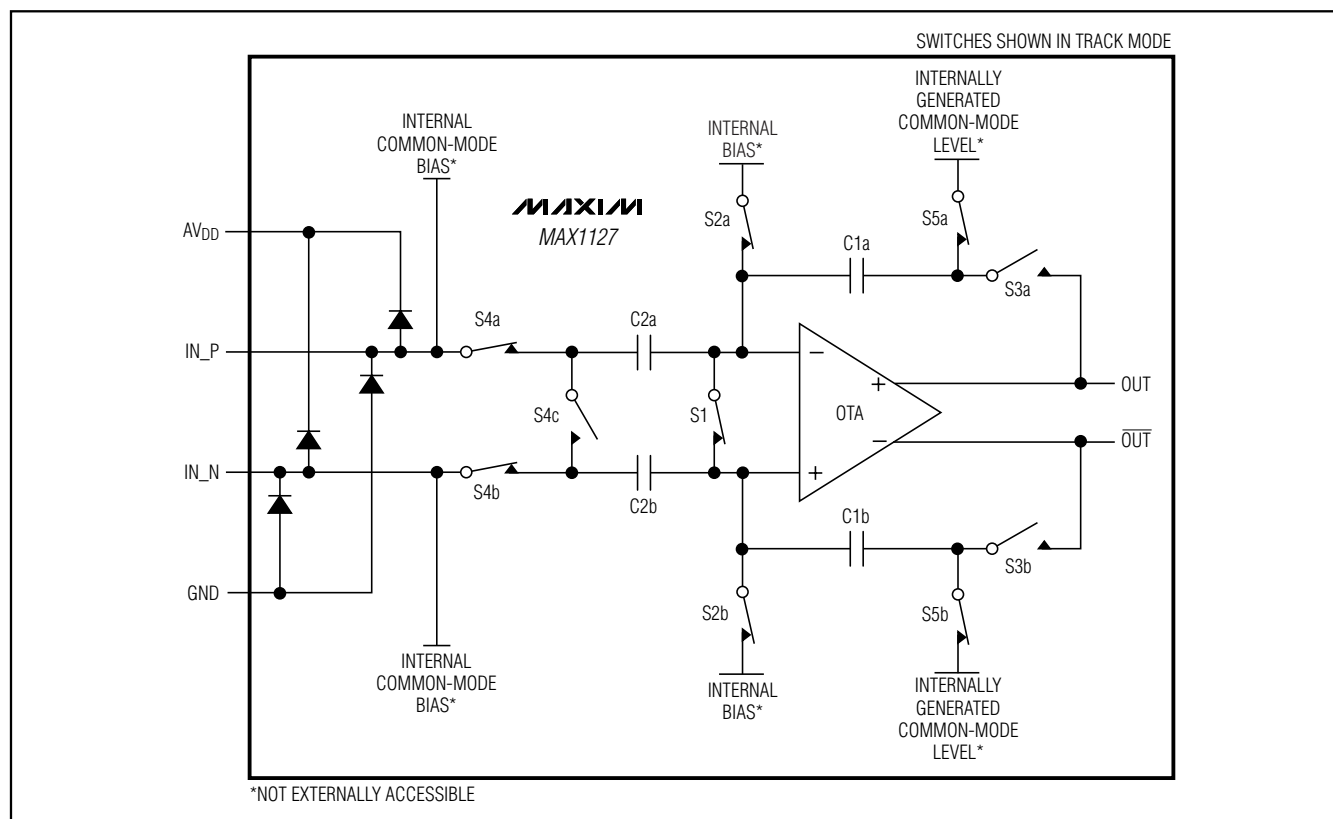 SWITCHES SHOWN IN TRACK MODE
INTERNALLY
GENERATED
COMMON-MODE
LEVEL*
INTERNAL
COMMON-MODE
BIAS*
INTERNAL
BIAS*
MAXIM
MAX1127
S2a
S5a
AVDD
C1a
S3a
S4a
C2a
IN_P
OUT
S4c
S1
OTA
OUT
IN_N
S4b
C2b
C1b
S3b
GND
S2b
S5b
INTERNAL
COMMON-MODE
BIAS*
INTERNAL
BIAS*
INTERNALLY
GENERATED
COMMON-MODE
LEVEL*
*NOT EXTERNALLY ACCESSIBLE